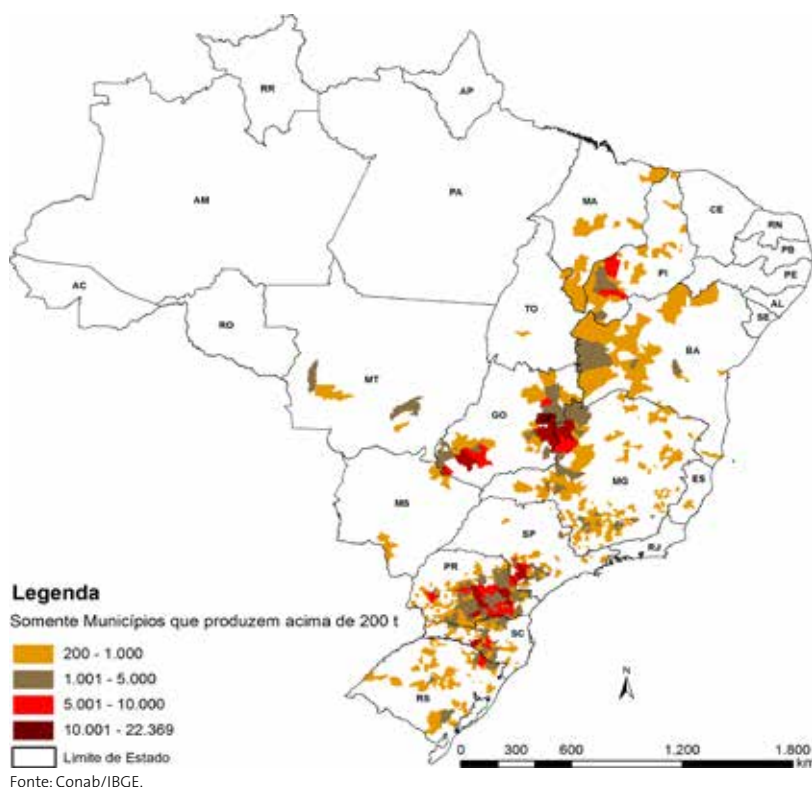 RR
AP
AM
PA
MA
CE
RN
PB
PE
AL
SE
PI
AC
TO
RO
BA
MT
GO
MG
ES
MS
SP
RJ
PR
SC
RS
Legenda
Somente Municípios que produzem acima de 200 t
200 - 1.000
1.001 - 5.000
5.001 - 10.000
10.001 - 22.369
Limite de Estado
N
0 300 600 1.200 1.800
km
Fonte: Conab/IBGE.